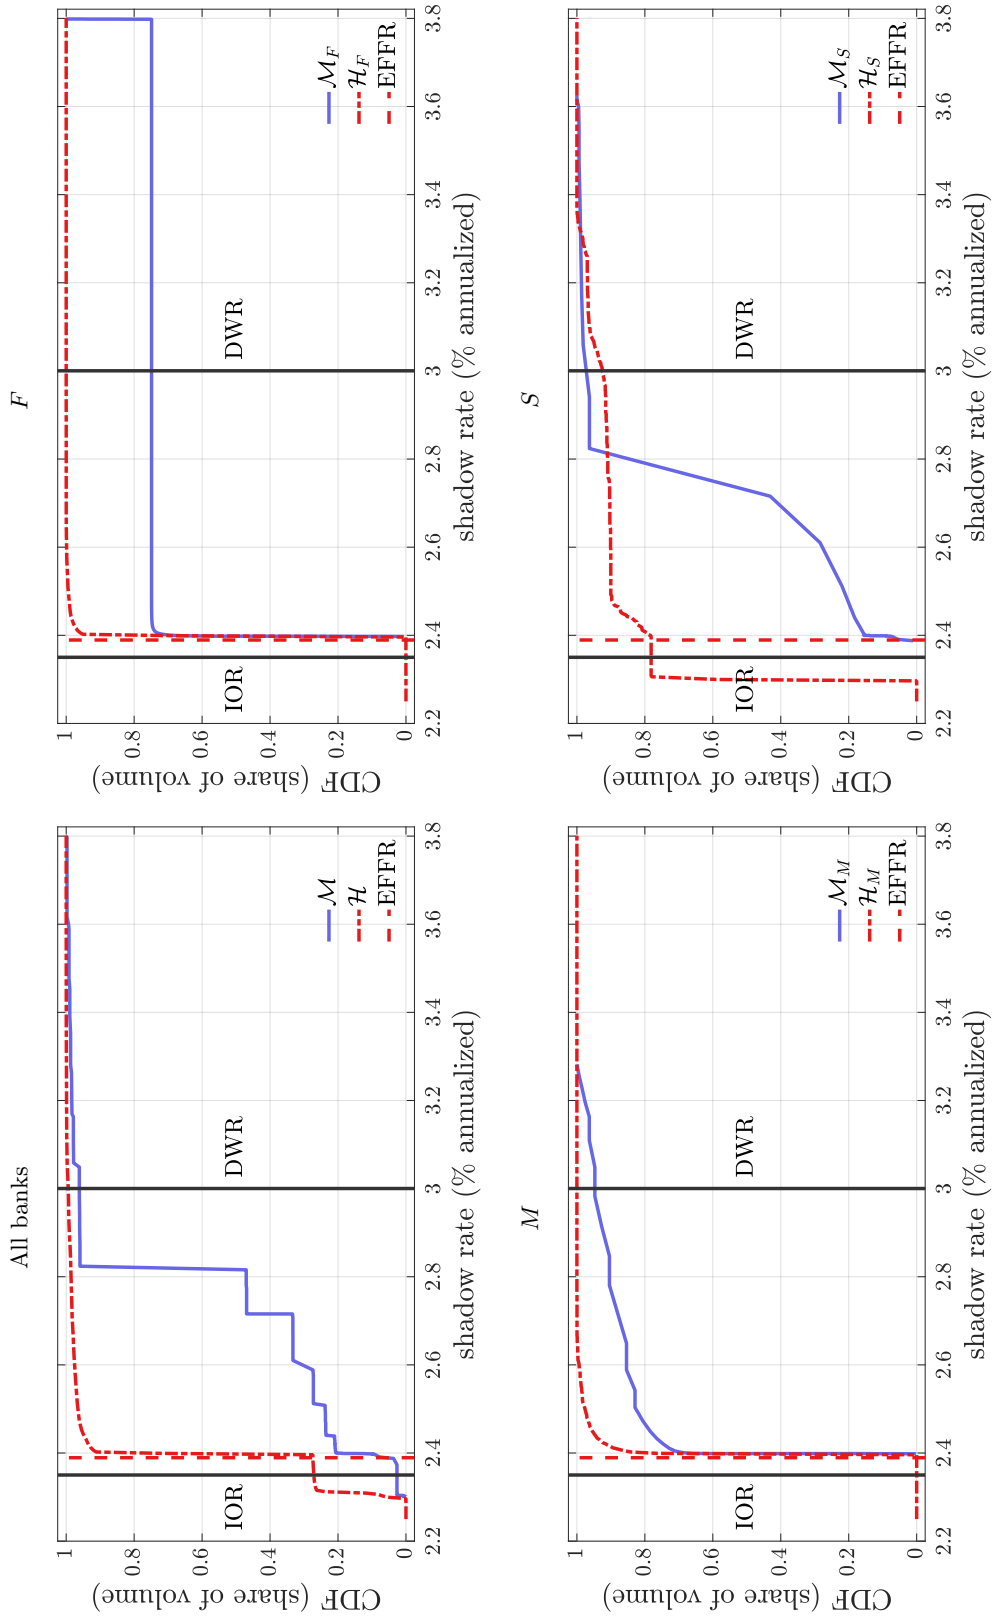 All banks
CDF (share of volume)
1
0.8
0.6
0.4
0.2
0
IOR
DWR
ℳ
ℋ
EFFR
2.2
2.4
2.6
2.8
3
3.2
3.4
3.6
3.8
shadow rate (% annualized)
F
CDF (share of volume)
1
0.8
0.6
0.4
0.2
0
IOR
DWR
ℳ_F
ℋ_F
EFFR
2.2
2.4
2.6
2.8
3
3.2
3.4
3.6
3.8
shadow rate (% annualized)
M
CDF (share of volume)
1
0.8
0.6
0.4
0.2
0
IOR
DWR
ℳ_M
ℋ_M
EFFR
2.2
2.4
2.6
2.8
3
3.2
3.4
3.6
3.8
shadow rate (% annualized)
S
CDF (share of volume)
1
0.8
0.6
0.4
0.2
0
IOR
DWR
ℳ_S
ℋ_S
EFFR
2.2
2.4
2.6
2.8
3
3.2
3.4
3.6
3.8
shadow rate (% annualized)